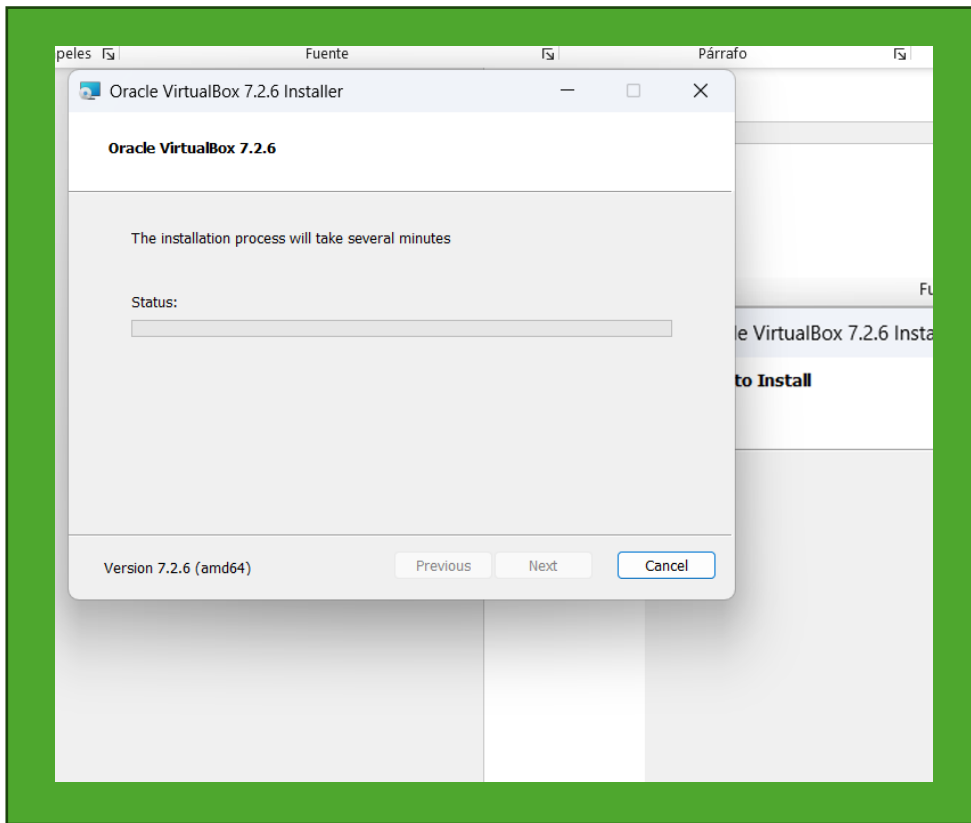 peles Fuente Párrafo
Oracle VirtualBox 7.2.6 Installer
Oracle VirtualBox 7.2.6
The installation process will take several minutes
Status:
Version 7.2.6 (amd64) Previous Next Cancel
Fu
le VirtualBox 7.2.6 Insta
to Install